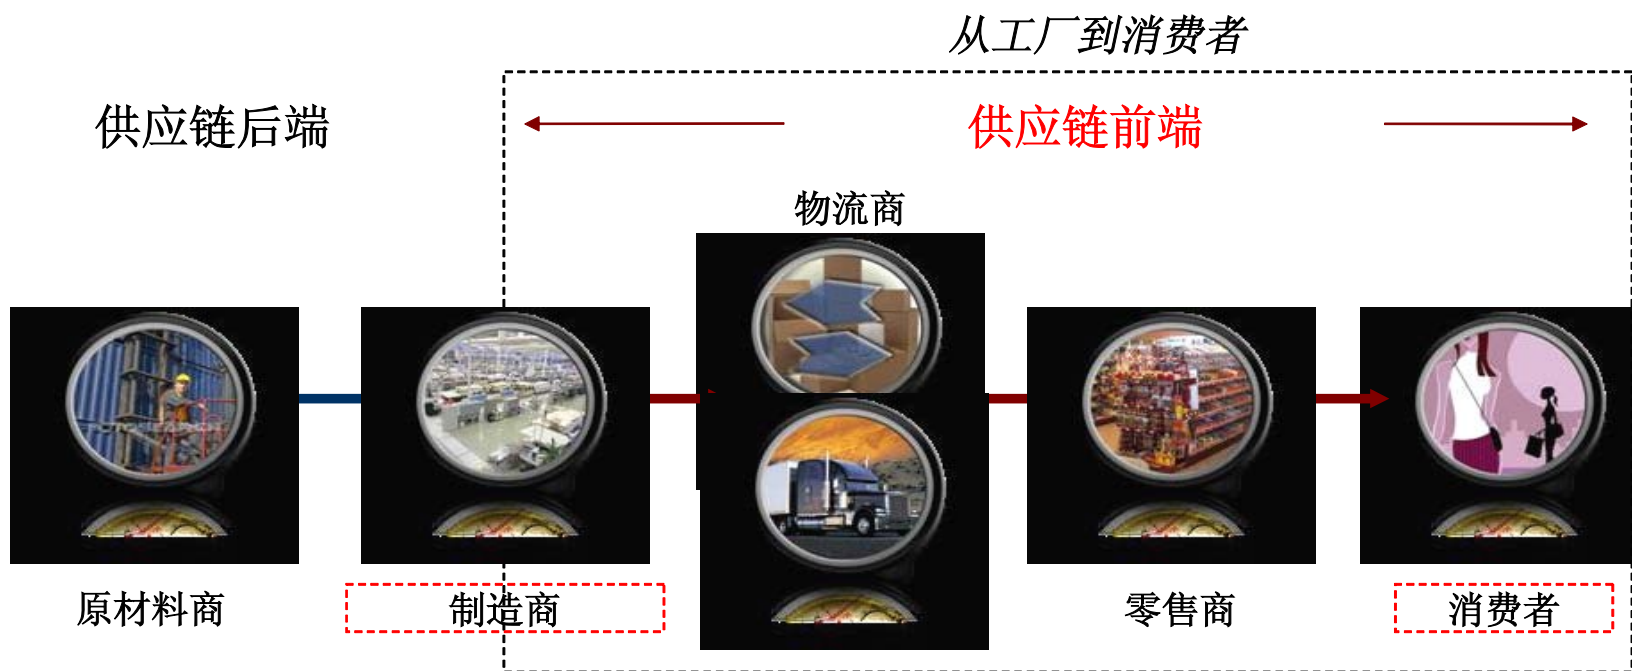 从工厂到消费者
供应链后端
供应链前端
物流商
原材料商
制造商
零售商
消费者